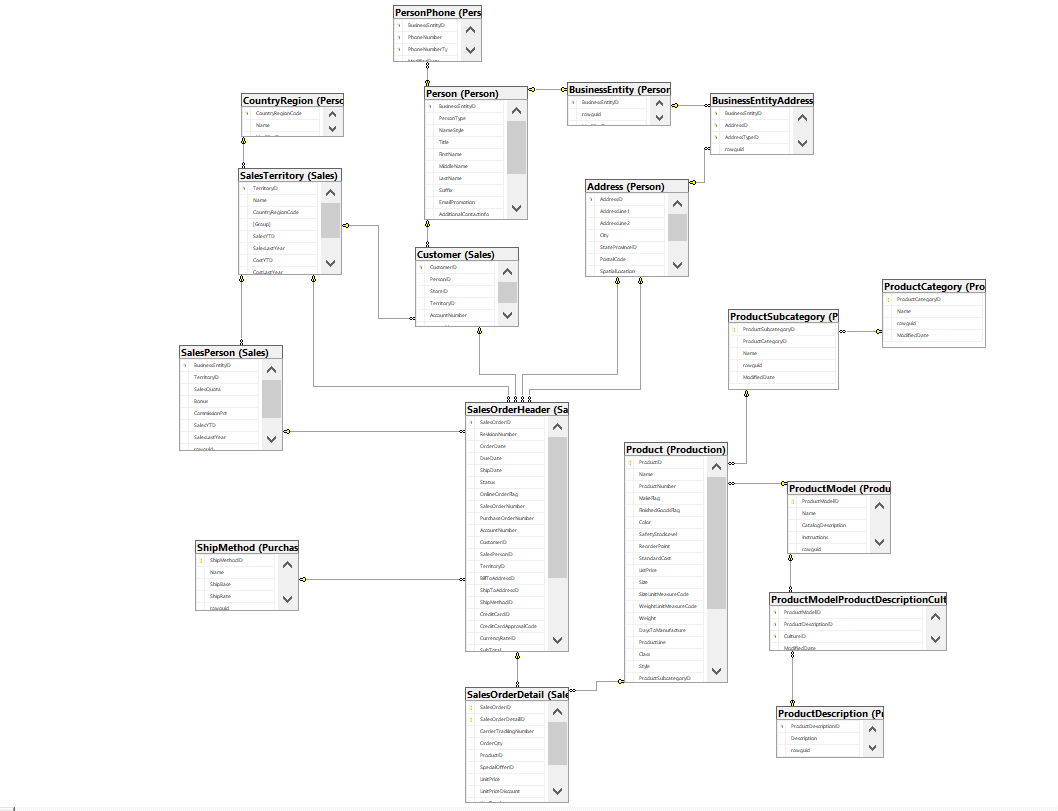 PersonPhone (Pers
BusinessEntityID
PhoneNumber
PhoneNumberTy
ModifiedDate
Person (Person)
BusinessEntityID
PersonType
NameStyle
Title
FirstName
MiddleName
LastName
Suffix
EmailPromotion
AdditionalContactInfo
BusinessEntity (Person
BusinessEntityID
rowguid
BusinessEntityAddress
BusinessEntityID
AddressID
AddressTypeID
rowguid
CountryRegion (Perso
CountryRegionCode
Name
SalesTerritory (Sales)
TerritoryID
Name
CountryRegionCode
[Group]
SalesYTD
SalesLastYear
CostYTD
CostLastYear
Address (Person)
AddressID
AddressLine1
AddressLine2
City
StateProvinceID
PostalCode
SpatialLocation
Customer (Sales)
CustomerID
PersonID
StoreID
TerritoryID
AccountNumber
ProductCategory (Pro
ProductCategoryID
Name
rowguid
ModifiedDate
ProductSubcategory (P
ProductSubcategoryID
ProductCategoryID
Name
rowguid
ModifiedDate
SalesPerson (Sales)
BusinessEntityID
TerritoryID
SalesQuota
Bonus
CommissionPct
SalesYTD
SalesLastYear
rowguid
SalesOrderHeader (Sa
SalesOrderID
RevisionNumber
OrderDate
DueDate
ShipDate
Status
OnlineOrderFlag
SalesOrderNumber
PurchaseOrderNumber
AccountNumber
CustomerID
SalesPersonID
TerritoryID
BillToAddressID
ShipToAddressID
ShipMethodID
CreditCardID
CreditCardApprovalCode
CurrencyRateID
SubTotal
Product (Production)
ProductID
Name
ProductNumber
MakeFlag
FinishedGoodsFlag
Color
SafetyStockLevel
ReorderPoint
StandardCost
ListPrice
Size
SizeUnitMeasureCode
WeightUnitMeasureCode
Weight
DaysToManufacture
ProductLine
Class
Style
ProductSubcategoryID
ProductModel (Produ
ProductModelID
Name
CatalogDescription
Instructions
rowguid
ShipMethod (Purchas
ShipMethodID
Name
ShipBase
ShipRate
rowguid
ProductModelProductDescriptionCult
ProductModelID
ProductDescriptionID
CultureID
ModifiedDate
SalesOrderDetail (Sale
SalesOrderID
SalesOrderDetailID
CarrierTrackingNumber
OrderQty
ProductID
SpecialOfferID
UnitPrice
UnitPriceDiscount
ProductDescription (Pr
ProductDescriptionID
Description
rowguid